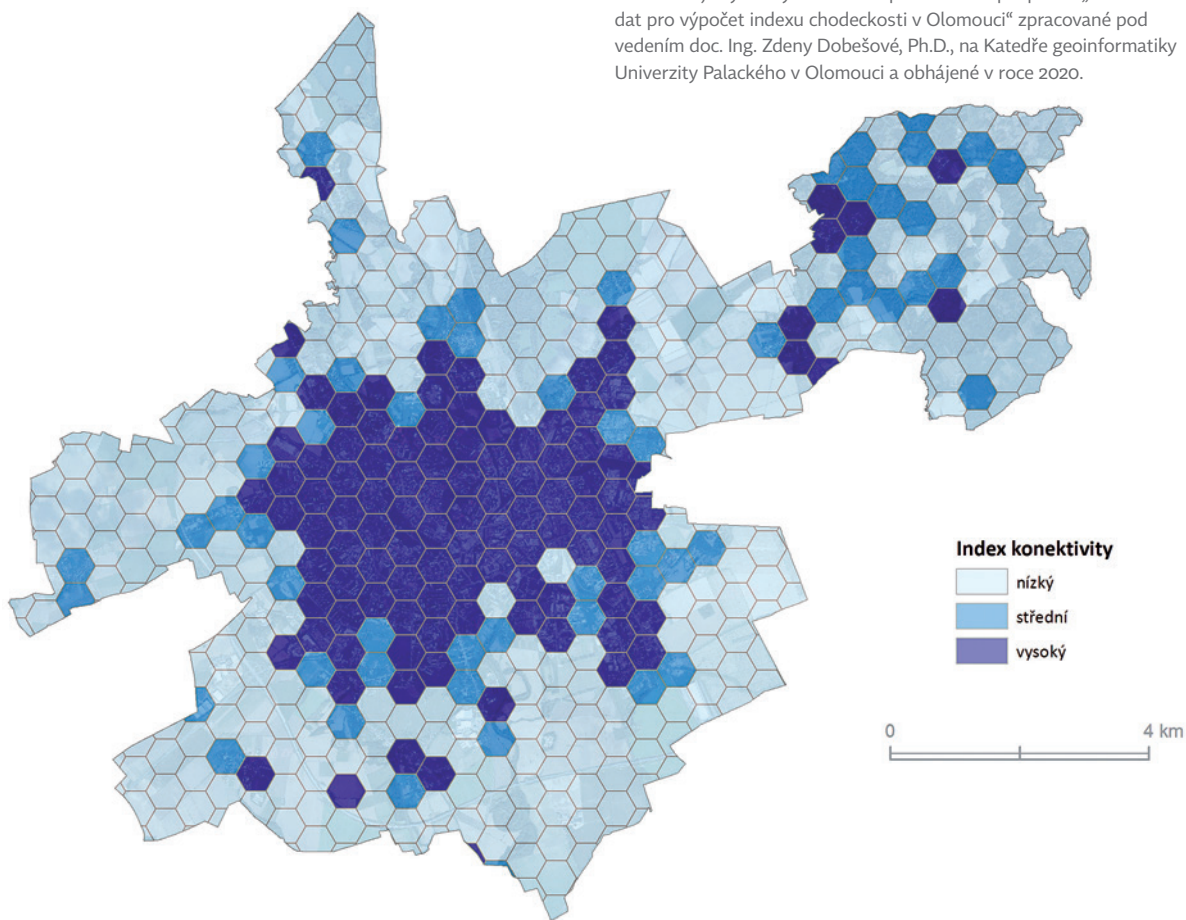 dat pro výpočet indexu chodeckosti v Olomouci“ zpracované pod
vedením doc. Ing. Zdeny Dobešové, Ph.D., na Katedře geoinformatiky
Univerzity Palackého v Olomouci a obhájené v roce 2020.
Index konektivity
nízký
střední
vysoký
0
4 km